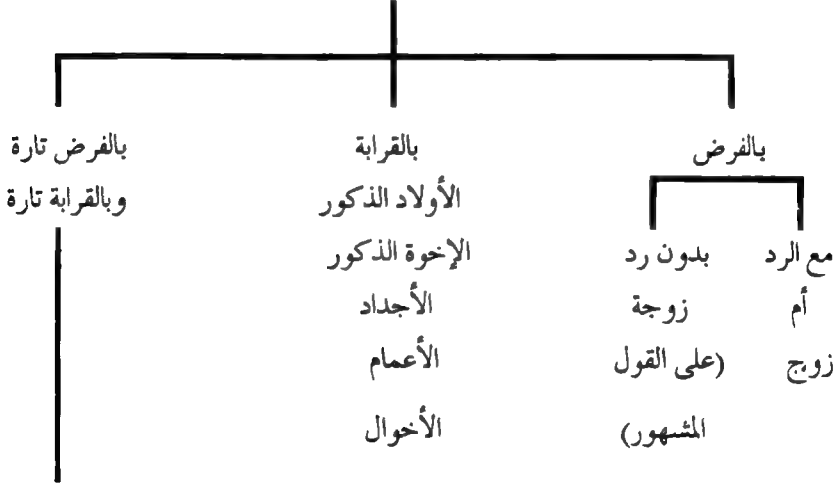 بالفرض
بالقرابة
بالفرض تارة
وبالقرابة تارة
الأولاد الذكور
الإخوة الذكور
الأجداد
الأعمام
الأخوال
مع الرد
أم
زوج
بدون رد
زوجة
(على القول
المشهور)